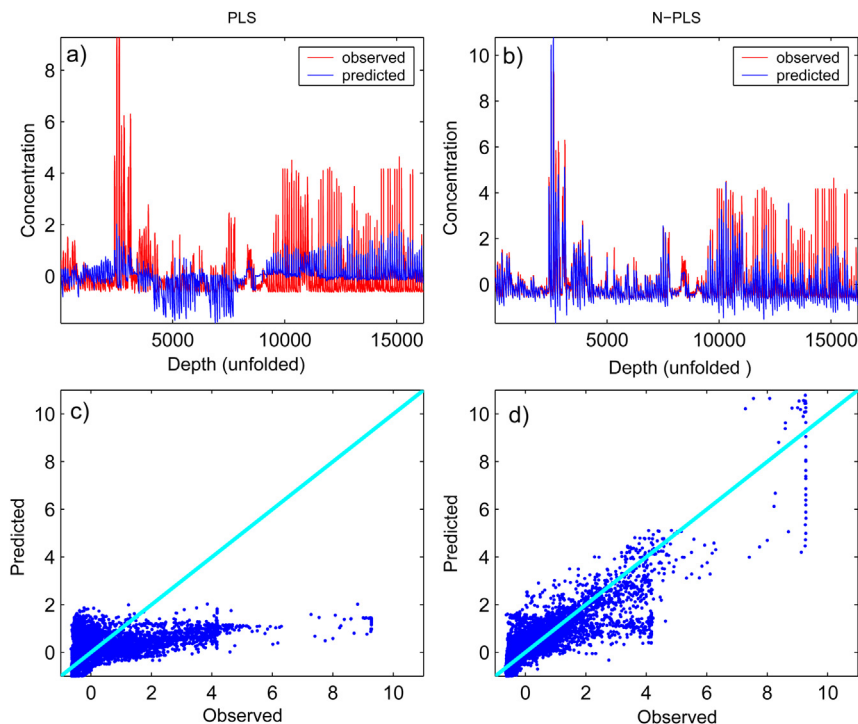 PLS
N-PLS
a)
observed
predicted
8
6
4
2
0
Concentration
5000 10000 15000
Depth (unfolded)
b)
observed
predicted
10
8
6
4
2
0
Concentration
5000 10000 15000
Depth (unfolded )
c)
10
8
6
4
2
0
Predicted
0 2 4 6 8 10
Observed
d)
10
8
6
4
2
0
Predicted
0 2 4 6 8 10
Observed